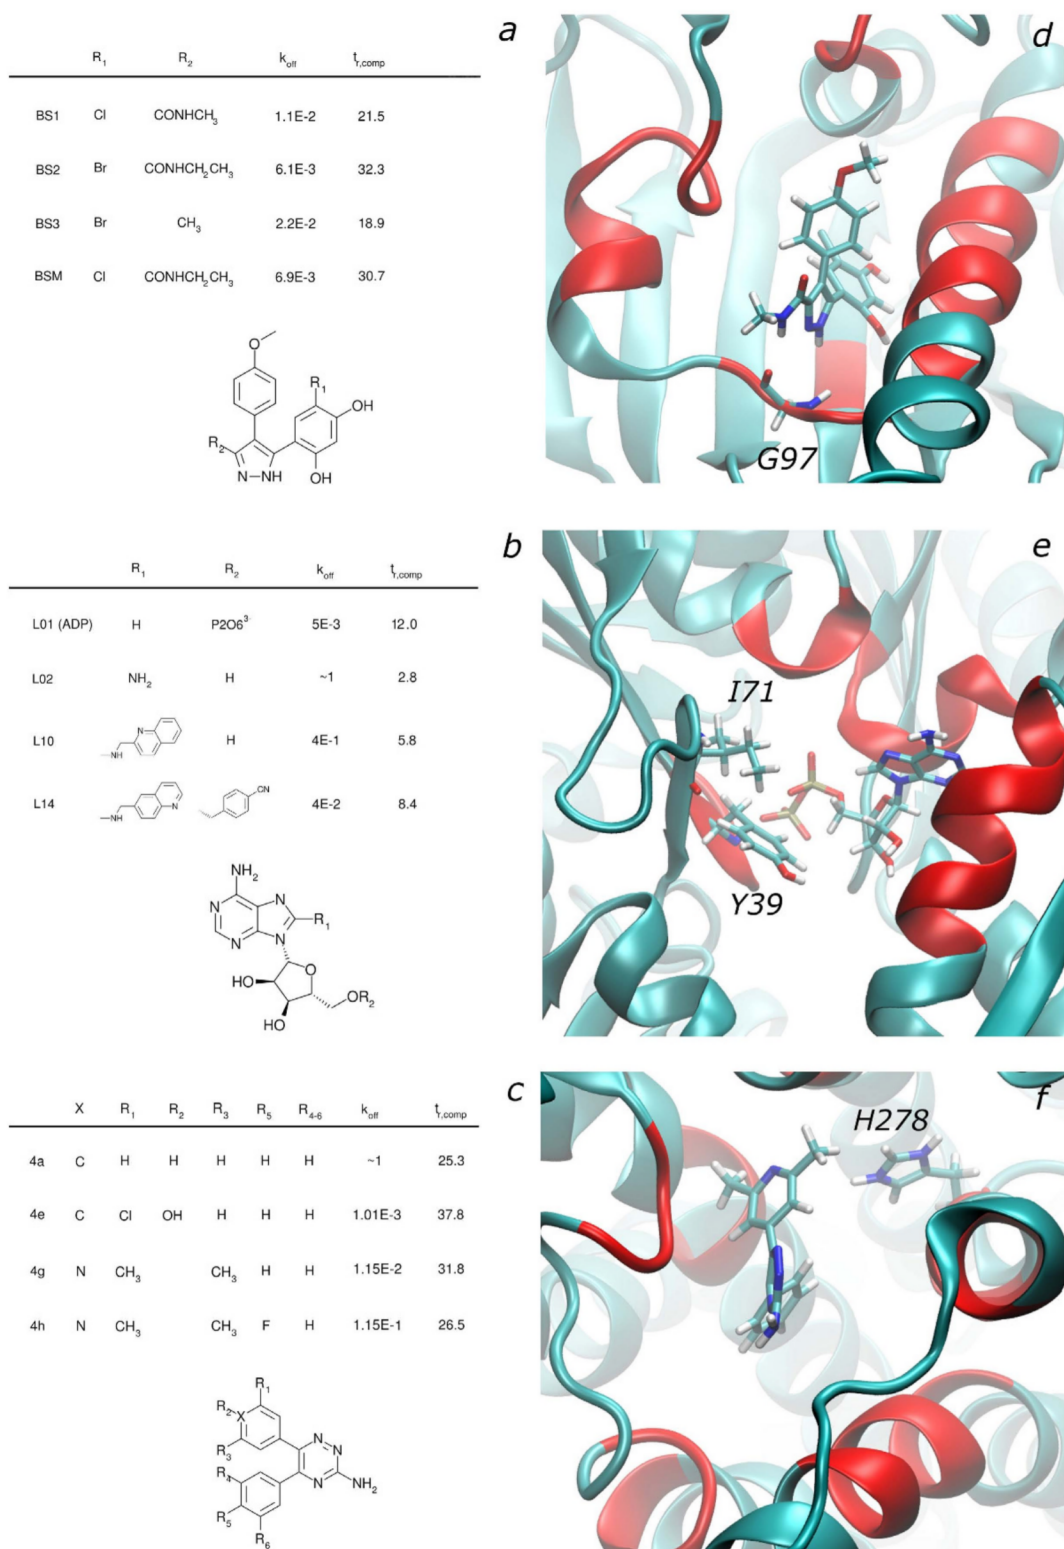 a
R1 R2 koff tr,comp
BS1 Cl CONHCH3 1.1E-2 21.5
BS2 Br CONHCH2CH3 6.1E-3 32.3
BS3 Br CH3 2.2E-2 18.9
BSM Cl CONHCH2CH3 6.9E-3 30.7
O
R1
OH
R2
N NH OH
d
G97
b
R1 R2 koff tr,comp
L01 (ADP) H P2O6 3- 5E-3 12.0
L02 NH2 H ~1 2.8
L10 N NH H 4E-1 5.8
L14 N NH CN 4E-2 8.4
NH2
N N
R1
N N
HO O
OR2
HO
e
I71
Y39
c
X R1 R2 R3 R5 R4-6 koff tr,comp
4a C H H H H H ~1 25.3
4e C Cl OH H H H 1.01E-3 37.8
4g N CH3 CH3 H H 1.15E-2 31.8
4h N CH3 CH3 F H 1.15E-1 26.5
R1
R2 X
N N
R3
R4 N NH2
R5
R6
f
H278